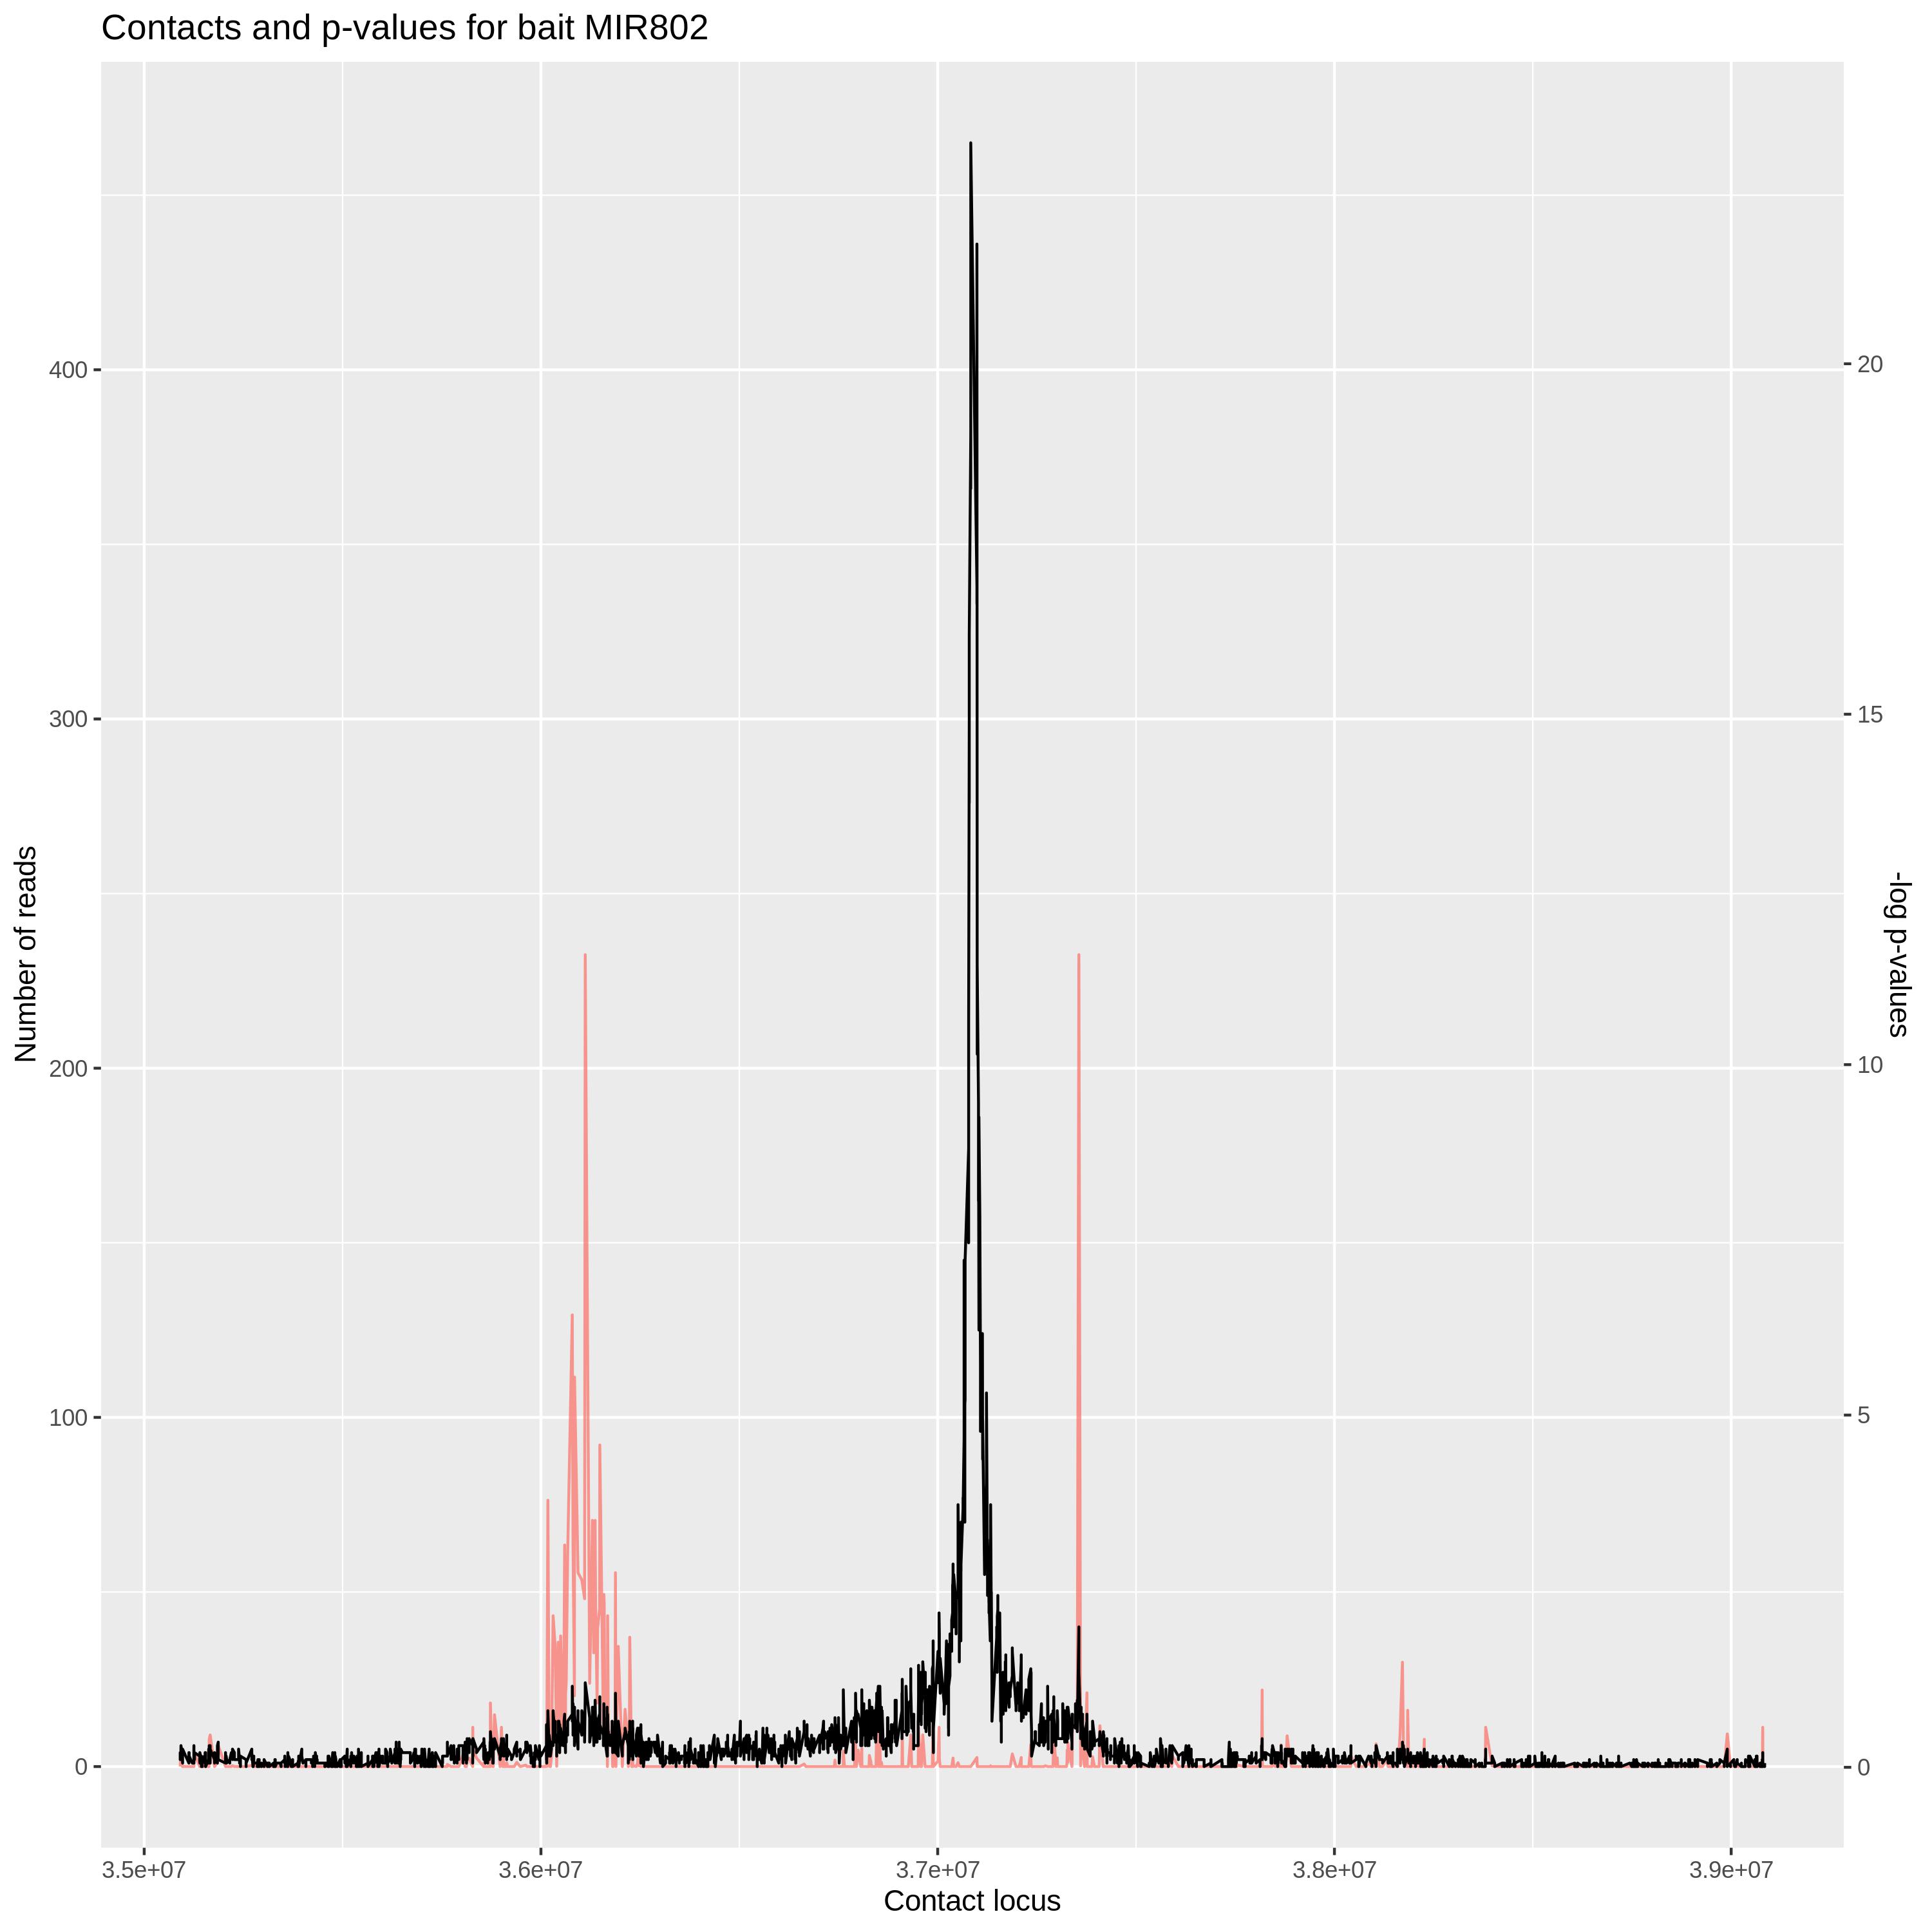 Contacts and p-values for bait MIR802
400
300
200
100
0
Number of reads
20
15
10
5
0
-log p-values
3.5e+07
3.6e+07
3.7e+07
3.8e+07
3.9e+07
Contact locus